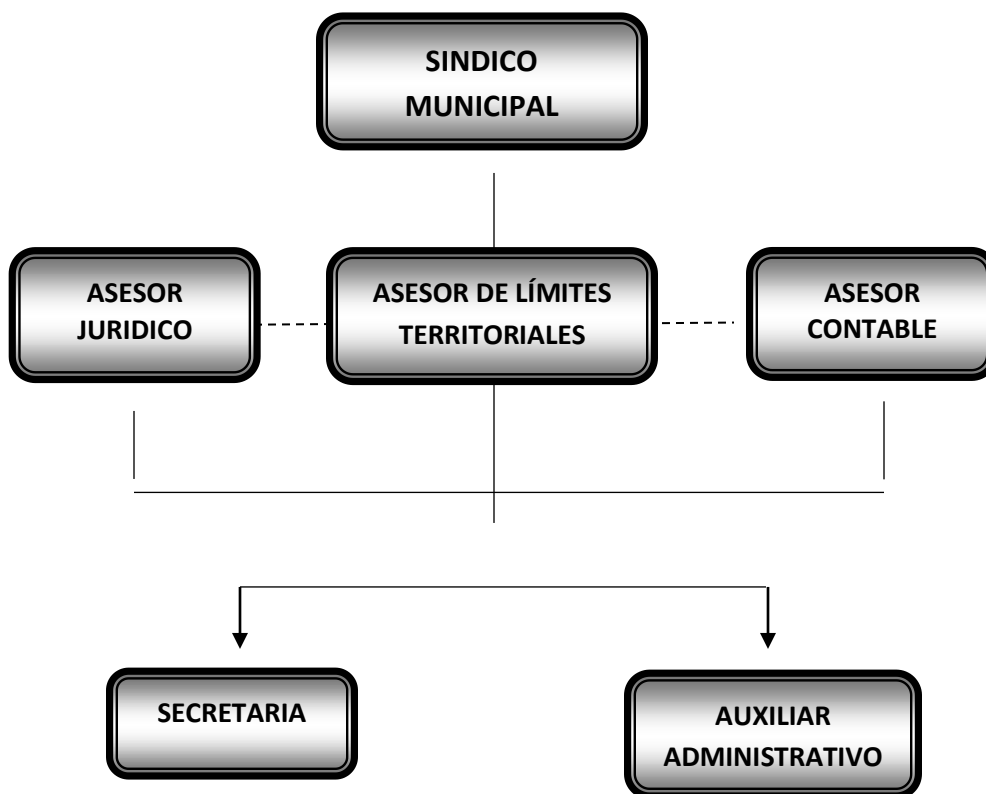 SINDICO
MUNICIPAL
ASESOR
JURIDICO
ASESOR DE LÍMITES
TERRITORIALES
ASESOR
CONTABLE
SECRETARIA
AUXILIAR
ADMINISTRATIVO